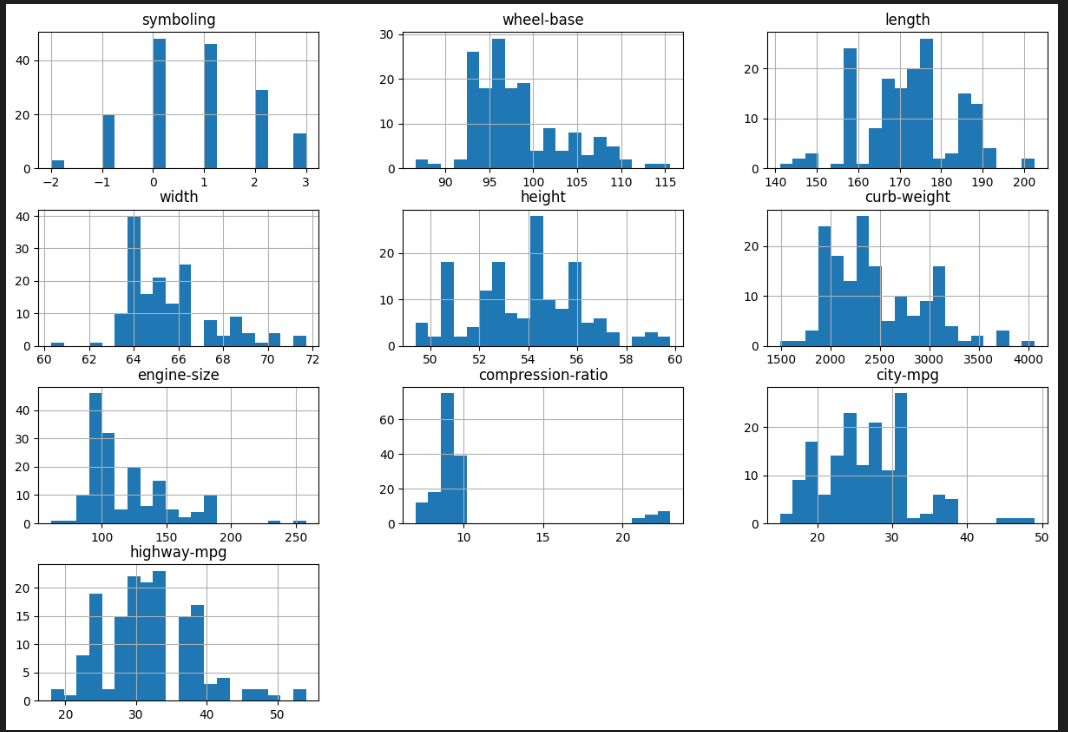 symboling
wheel-base
length
40
20
0
−2 −1 0 1 2 3
30
20
10
0
90 95 100 105 110 115
20
10
0
140 150 160 170 180 190 200
width
height
curb-weight
40
30
20
10
0
60 62 64 66 68 70 72
20
10
0
50 52 54 56 58 60
20
10
0
1500 2000 2500 3000 3500 4000
engine-size
compression-ratio
city-mpg
40
30
20
10
0
100 150 200 250
60
40
20
0
10 15 20
20
10
0
20 30 40 50
highway-mpg
20
15
10
5
0
20 30 40 50